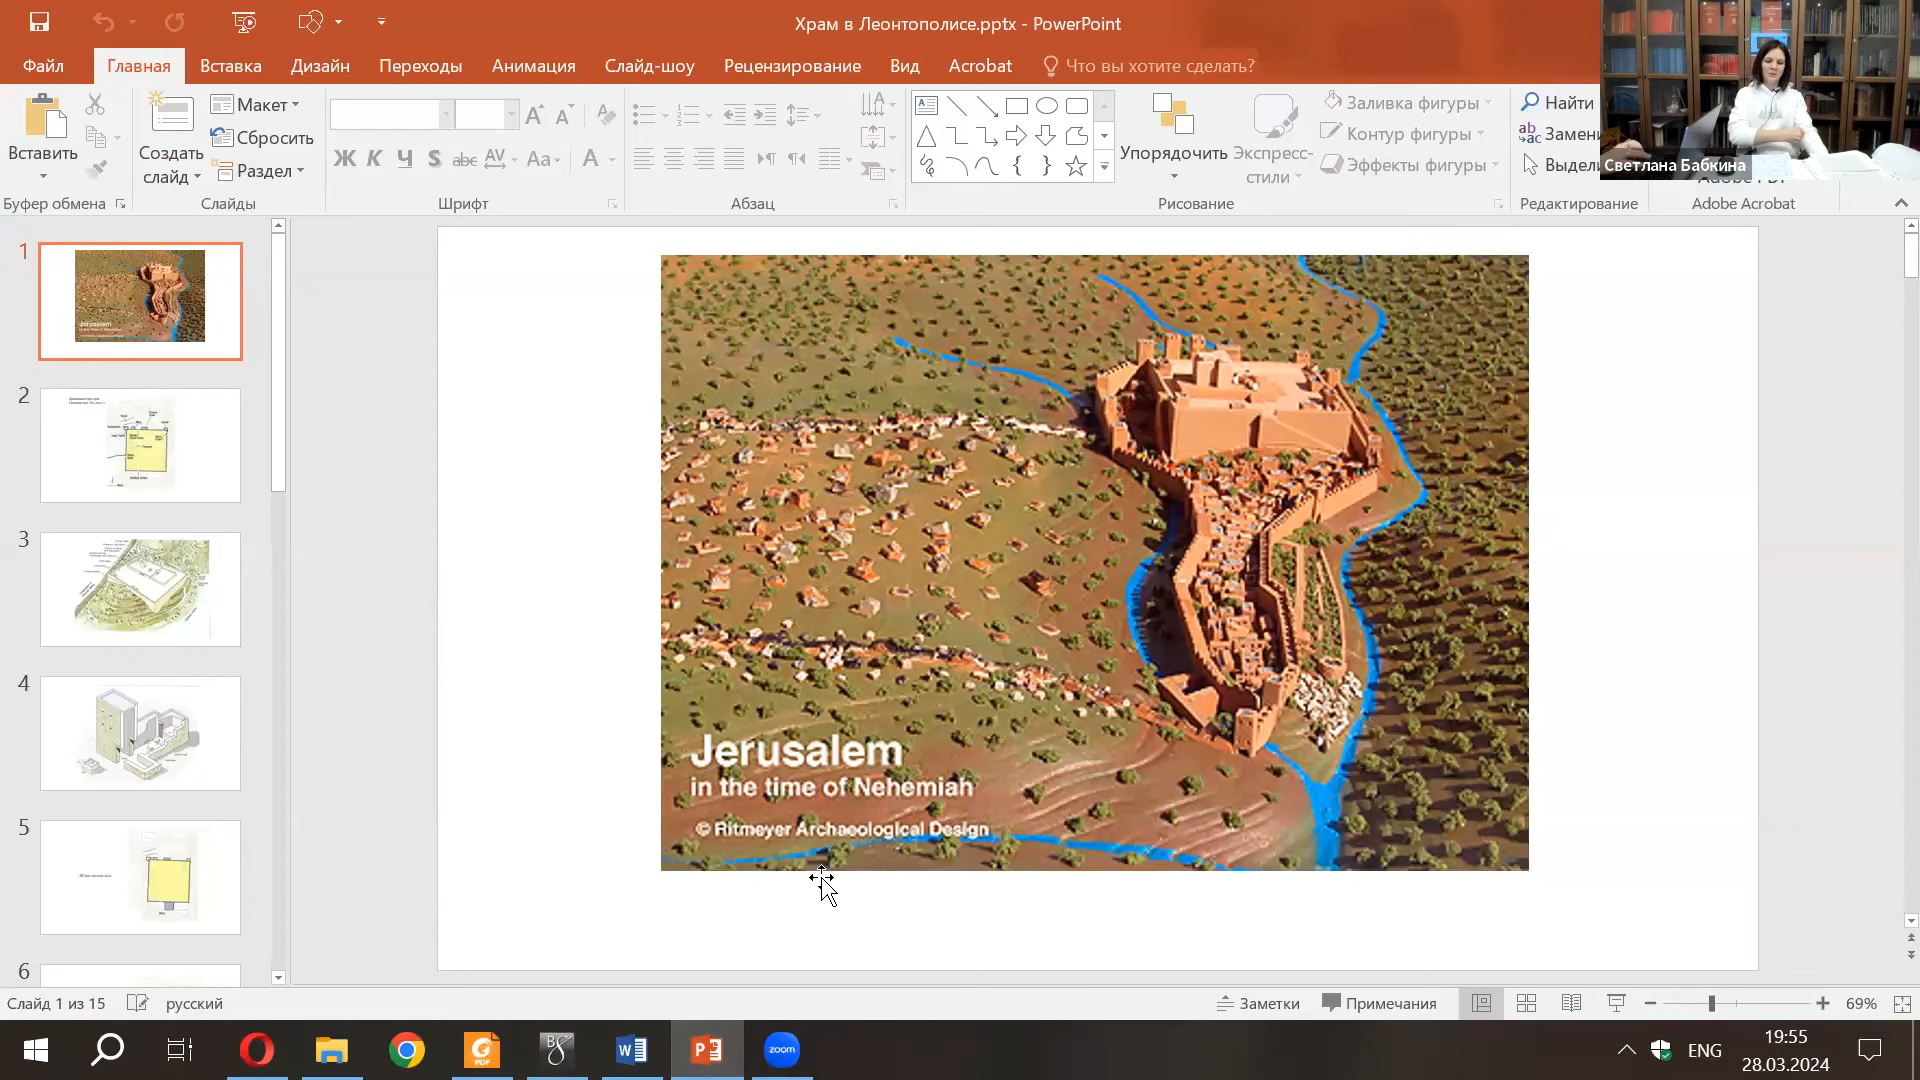 Храм в Леонтополисе.pptx - PowerPoint
Файл
Главная
Вставка
Дизайн
Переходы
Анимация
Слайд-шоу
Рецензирование
Вид
Acrobat
Что вы хотите сделать?
Вставить
Создать
слайд
Макет
Сбросить
Раздел
Ж К Ч S abc AV Aa A
Упорядочить
Экспресс-
стили
Заливка фигуры
Контур фигуры
Эффекты фигуры
Найти
Замени
Выдели
Светлана Бабкина
Буфер обмена
Слайды
Шрифт
Абзац
Рисование
Редактирование
Adobe Acrobat
1
2
3
4
5
6
Jerusalem
in the time of Nehemiah
© Ritmeyer Archaeological Design
Слайд 1 из 15
русский
Заметки
Примечания
69%
PDF
zoom
ENG
19:55
28.03.2024